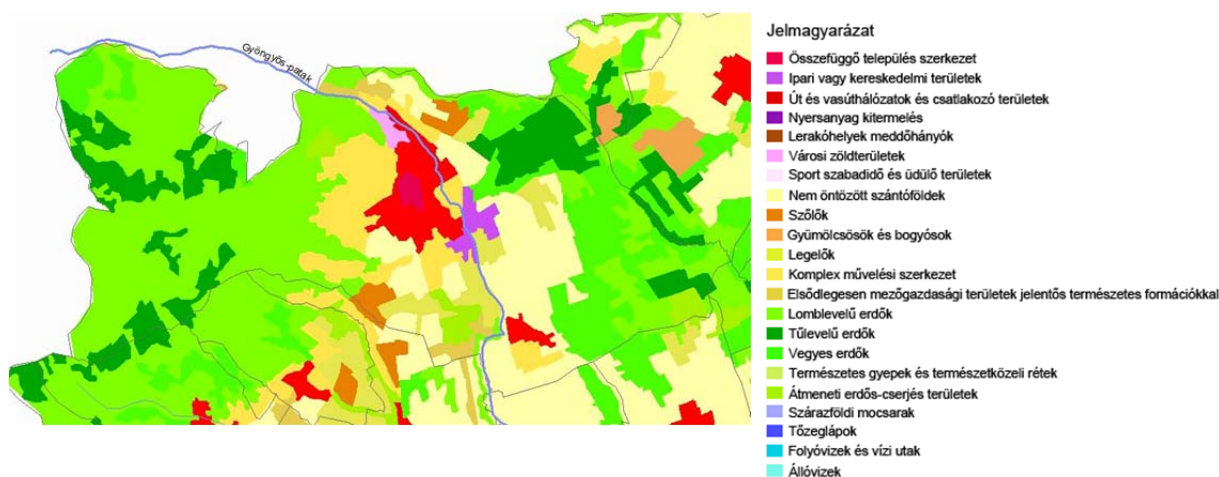 Gyöngyös-patak
Jelmagyarázat
Összefüggő település szerkezet
Ipari vagy kereskedelmi területek
Út és vasúthálózatok és csatlakozó területek
Nyersanyag kitermelés
Lerakóhelyek meddőhányók
Városi zöldterületek
Sport szabadidő és üdülő területek
Nem öntözött szántóföldek
Szőlők
Gyümölcsösök és bogyósok
Legelők
Komplex művelési szerkezet
Elsődlegesen mezőgazdasági területek jelentős természetes formációkkal
Lomblevelű erdők
Tűlevelű erdők
Vegyes erdők
Természetes gyepek és természetközeli rétek
Átmeneti erdős-cserjés területek
Szárazföldi mocsarak
Tőzeglápok
Folyóvizek és vízi utak
Állóvizek